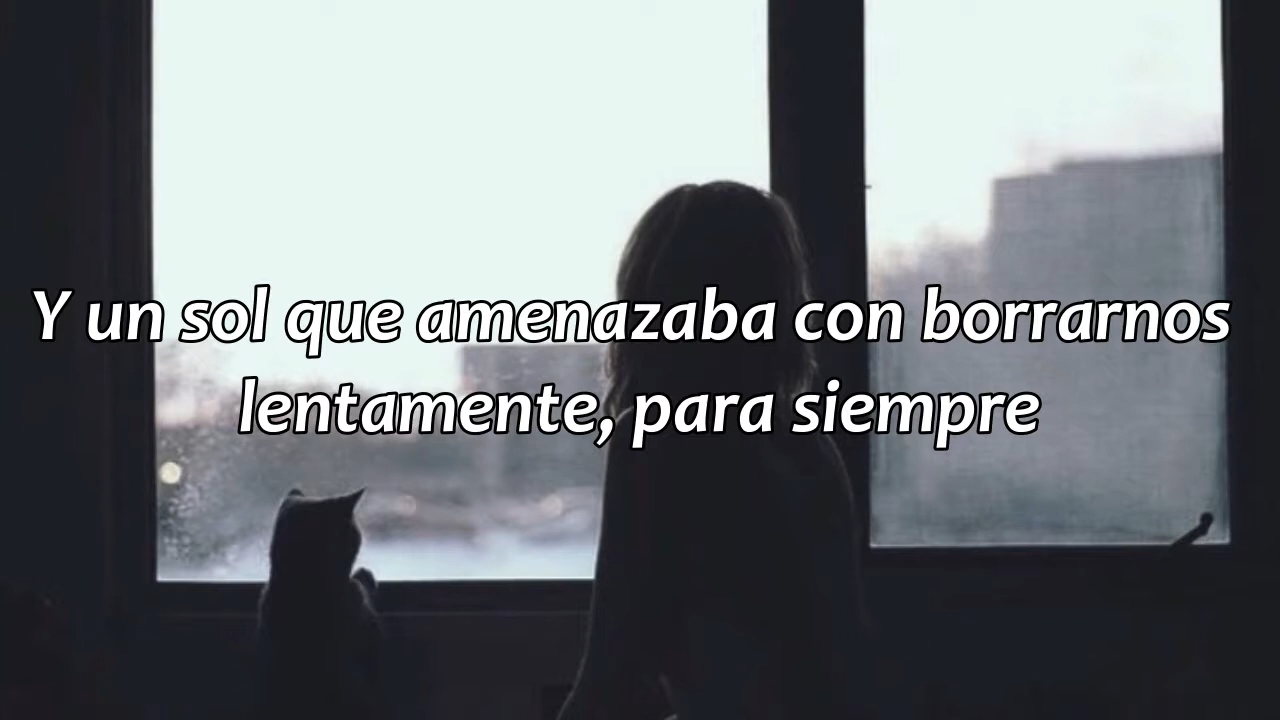 Y un sol que amenazaba con borrarnos
lentamente, para siempre